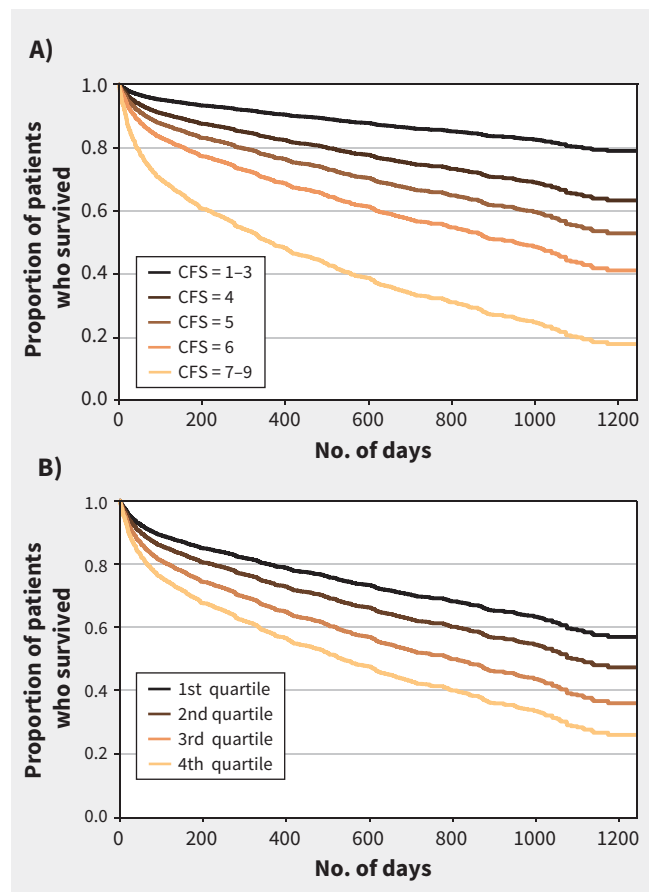 A)
1.0
0.8
0.6
0.4
0.2
0.0
Proportion of patients
who survived
CFS = 1–3
CFS = 4
CFS = 5
CFS = 6
CFS = 7–9
0 200 400 600 800 1000 1200
No. of days
B)
1.0
0.8
0.6
0.4
0.2
0.0
Proportion of patients
who survived
1st quartile
2nd quartile
3rd quartile
4th quartile
0 200 400 600 800 1000 1200
No. of days